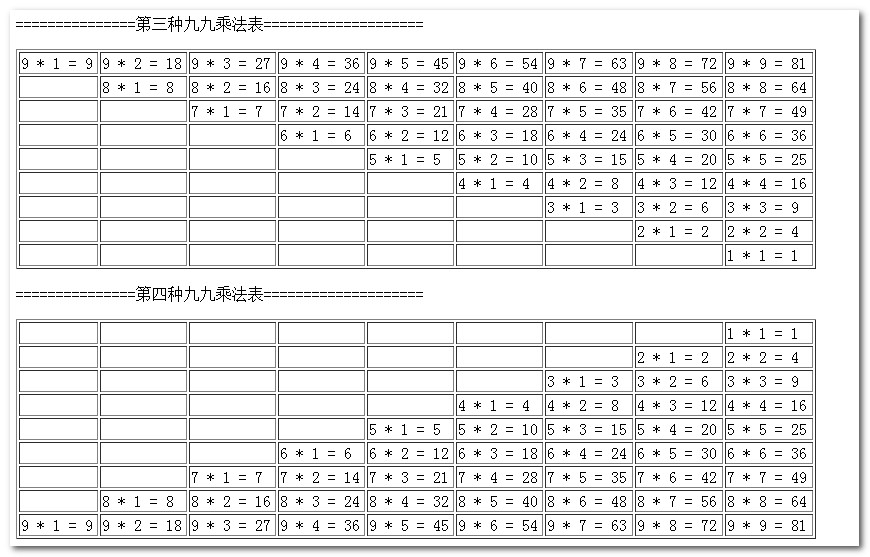 ===============第三种九九乘法表====================
9 * 1 = 9 9 * 2 = 18 9 * 3 = 27 9 * 4 = 36 9 * 5 = 45 9 * 6 = 54 9 * 7 = 63 9 * 8 = 72 9 * 9 = 81
8 * 1 = 8 8 * 2 = 16 8 * 3 = 24 8 * 4 = 32 8 * 5 = 40 8 * 6 = 48 8 * 7 = 56 8 * 8 = 64
7 * 1 = 7 7 * 2 = 14 7 * 3 = 21 7 * 4 = 28 7 * 5 = 35 7 * 6 = 42 7 * 7 = 49
6 * 1 = 6 6 * 2 = 12 6 * 3 = 18 6 * 4 = 24 6 * 5 = 30 6 * 6 = 36
5 * 1 = 5 5 * 2 = 10 5 * 3 = 15 5 * 4 = 20 5 * 5 = 25
4 * 1 = 4 4 * 2 = 8 4 * 3 = 12 4 * 4 = 16
3 * 1 = 3 3 * 2 = 6 3 * 3 = 9
2 * 1 = 2 2 * 2 = 4
1 * 1 = 1
===============第四种九九乘法表====================
1 * 1 = 1
2 * 1 = 2 2 * 2 = 4
3 * 1 = 3 3 * 2 = 6 3 * 3 = 9
4 * 1 = 4 4 * 2 = 8 4 * 3 = 12 4 * 4 = 16
5 * 1 = 5 5 * 2 = 10 5 * 3 = 15 5 * 4 = 20 5 * 5 = 25
6 * 1 = 6 6 * 2 = 12 6 * 3 = 18 6 * 4 = 24 6 * 5 = 30 6 * 6 = 36
7 * 1 = 7 7 * 2 = 14 7 * 3 = 21 7 * 4 = 28 7 * 5 = 35 7 * 6 = 42 7 * 7 = 49
8 * 1 = 8 8 * 2 = 16 8 * 3 = 24 8 * 4 = 32 8 * 5 = 40 8 * 6 = 48 8 * 7 = 56 8 * 8 = 64
9 * 1 = 9 9 * 2 = 18 9 * 3 = 27 9 * 4 = 36 9 * 5 = 45 9 * 6 = 54 9 * 7 = 63 9 * 8 = 72 9 * 9 = 81